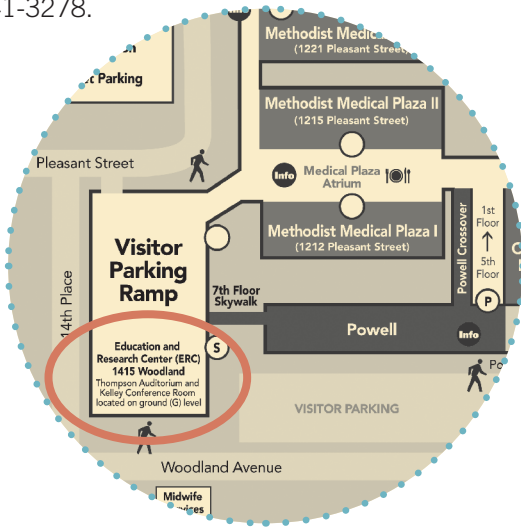 1-3278.
Methodist Medic
(1221 Pleasant Street)
t Parking
Methodist Medical Plaza II
(1215 Pleasant Street)
Pleasant Street
Info
Medical Plaza
Atrium
Methodist Medical Plaza I
(1212 Pleasant Street)
Powell Crossover
1st
Floor
5th
Floor
P
Visitor
Parking
Ramp
14th Place
7th Floor
Skywalk
Powell
Info
S
Education and
Research Center (ERC)
1415 Woodland
Thompson Auditorium and
Kelley Conference Room
located on ground (G) level
Po
VISITOR PARKING
Woodland Avenue
Midwife
vices